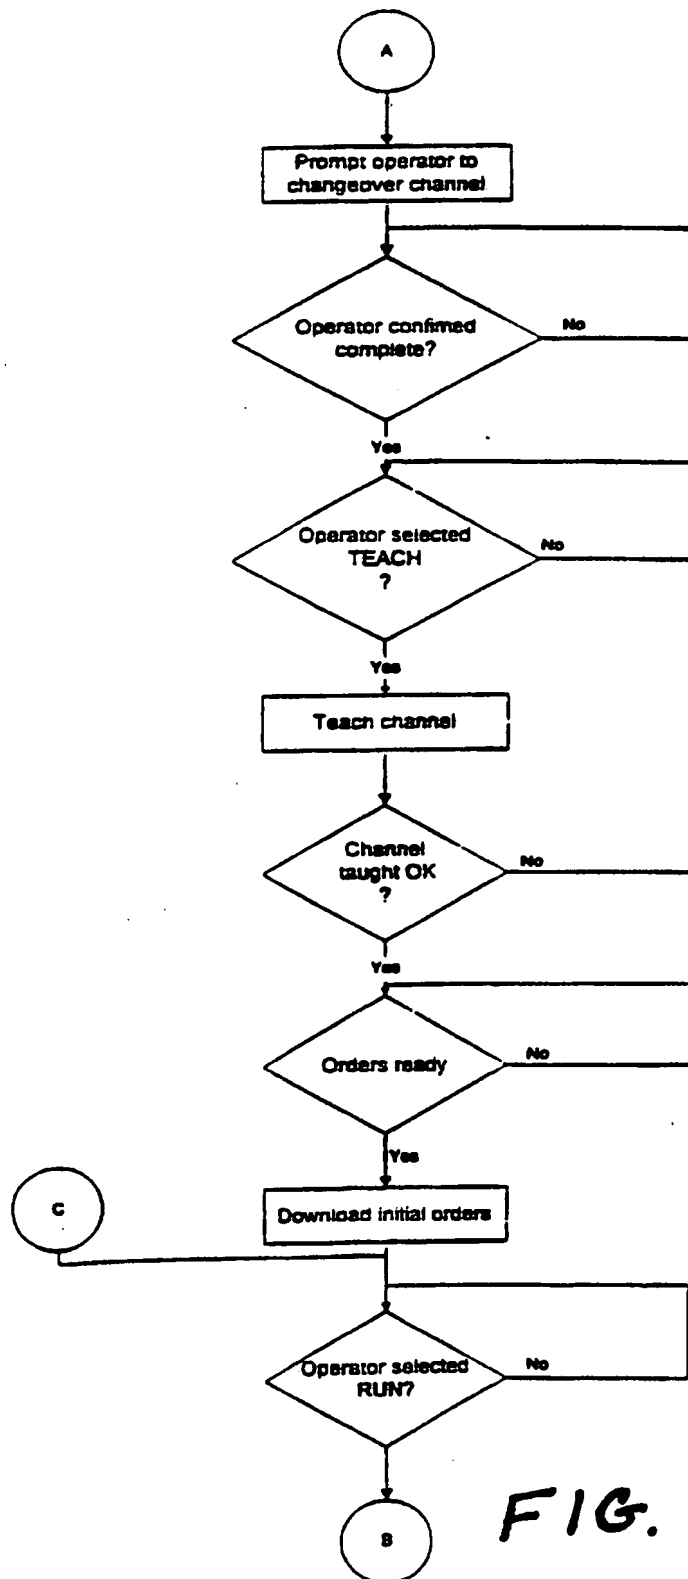 A
Prompt operator to
changeover channel
Operator confirmed
complete?
No
Yes
Operator selected
TEACH
?
No
Yes
Teach channel
Channel
taught OK
?
No
Yes
Orders ready
No
Yes
C
Download initial orders
Operator selected
RUN?
No
B
FIG.